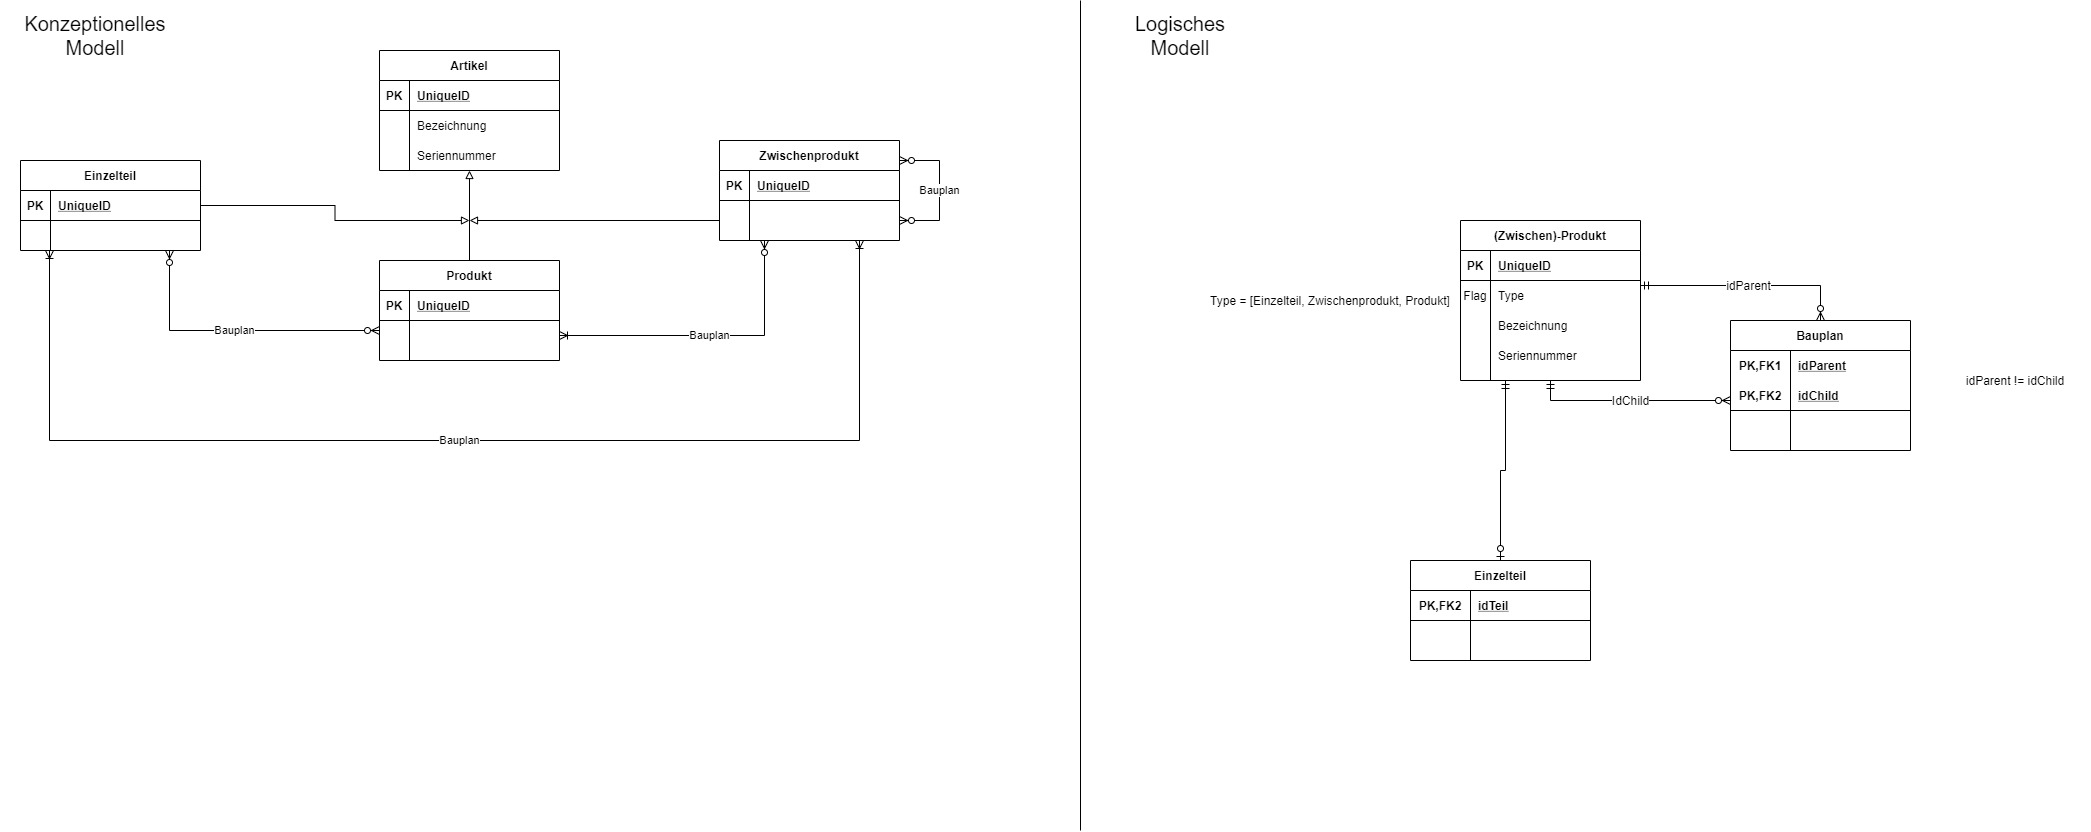 Konzeptionelles
Modell
Artikel
PK UniqueID
Bezeichnung
Seriennummer
Einzelteil
PK UniqueID
Zwischenprodukt
PK UniqueID
Bauplan
Produkt
PK UniqueID
Bauplan
Bauplan
Bauplan
Logisches
Modell
(Zwischen)-Produkt
PK UniqueID
Flag Type
Bezeichnung
Seriennummer
Type = [Einzelteil, Zwischenprodukt, Produkt]
idParent
Bauplan
PK,FK1 idParent
PK,FK2 idChild
idParent != idChild
IdChild
Einzelteil
PK,FK2 idTeil